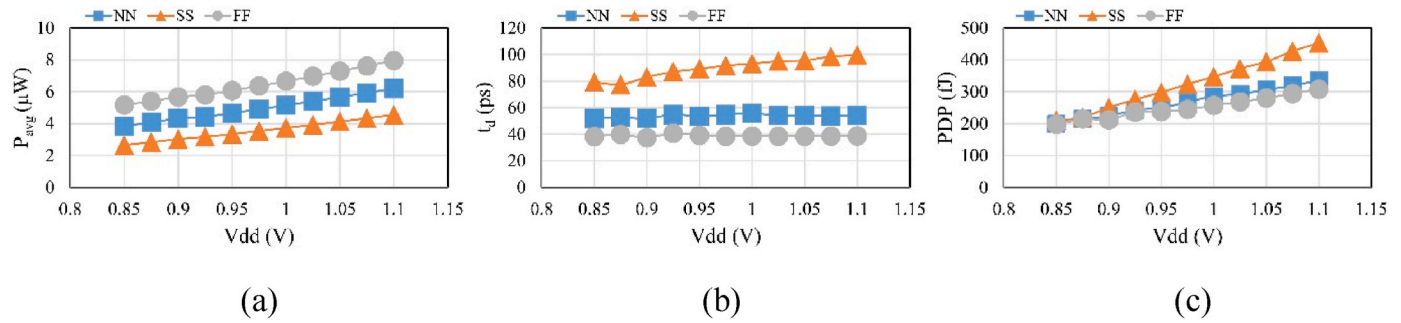 NN SS FF
10
8
6
4
2
0
P_avg (μW)
0.8 0.85 0.9 0.95 1 1.05 1.1 1.15
Vdd (V)
(a)
NN SS FF
120
100
80
60
40
20
0
t_d (ps)
0.8 0.85 0.9 0.95 1 1.05 1.1 1.15
Vdd (V)
(b)
NN SS FF
500
400
300
200
100
0
PDP (fJ)
0.8 0.85 0.9 0.95 1 1.05 1.1 1.15
Vdd (V)
(c)